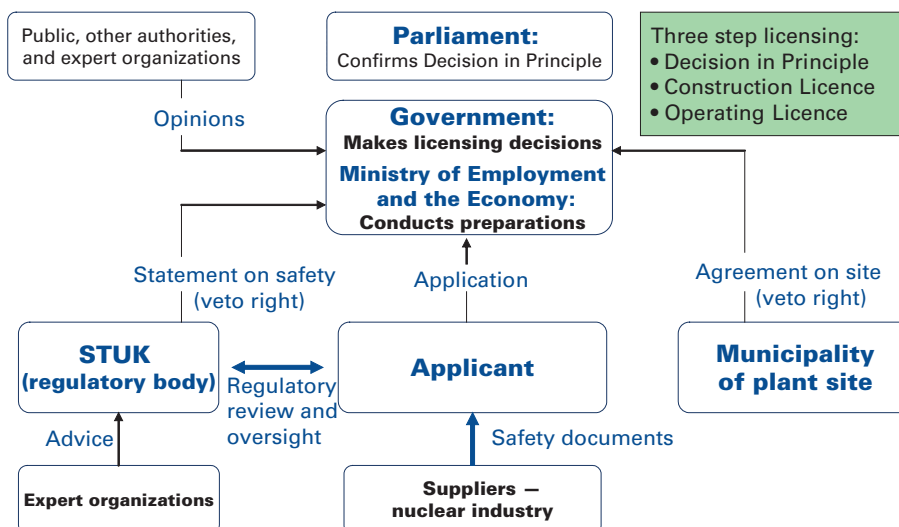 Public, other authorities,
and expert organizations
Parliament:
Confirms Decision in Principle
Three step licensing:
• Decision in Principle
• Construction Licence
• Operating Licence
Opinions
Government:
Makes licensing decisions
Ministry of Employment
and the Economy:
Conducts preparations
Statement on safety
(veto right)
Application
Agreement on site
(veto right)
STUK
(regulatory body)
Regulatory
review and
oversight
Applicant
Municipality
of plant site
Advice
Safety documents
Expert organizations
Suppliers —
nuclear industry